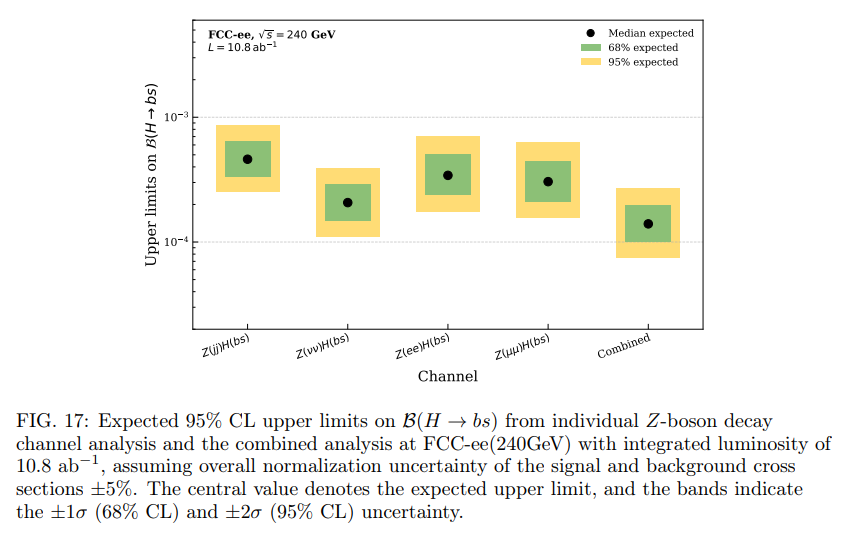 FCC-ee, √s = 240 GeV
L = 10.8 ab⁻¹
Median expected
68% expected
95% expected
Upper limits on ℬ(H → bs)
10⁻³
10⁻⁴
Z(jj)H(bs)
Z(νν)H(bs)
Z(ee)H(bs)
Z(μμ)H(bs)
Combined
Channel
FIG. 17: Expected 95% CL upper limits on ℬ(H → bs) from individual Z-boson decay
channel analysis and the combined analysis at FCC-ee(240GeV) with integrated luminosity of
10.8 ab⁻¹, assuming overall normalization uncertainty of the signal and background cross
sections ±5%. The central value denotes the expected upper limit, and the bands indicate
the ±1σ (68% CL) and ±2σ (95% CL) uncertainty.